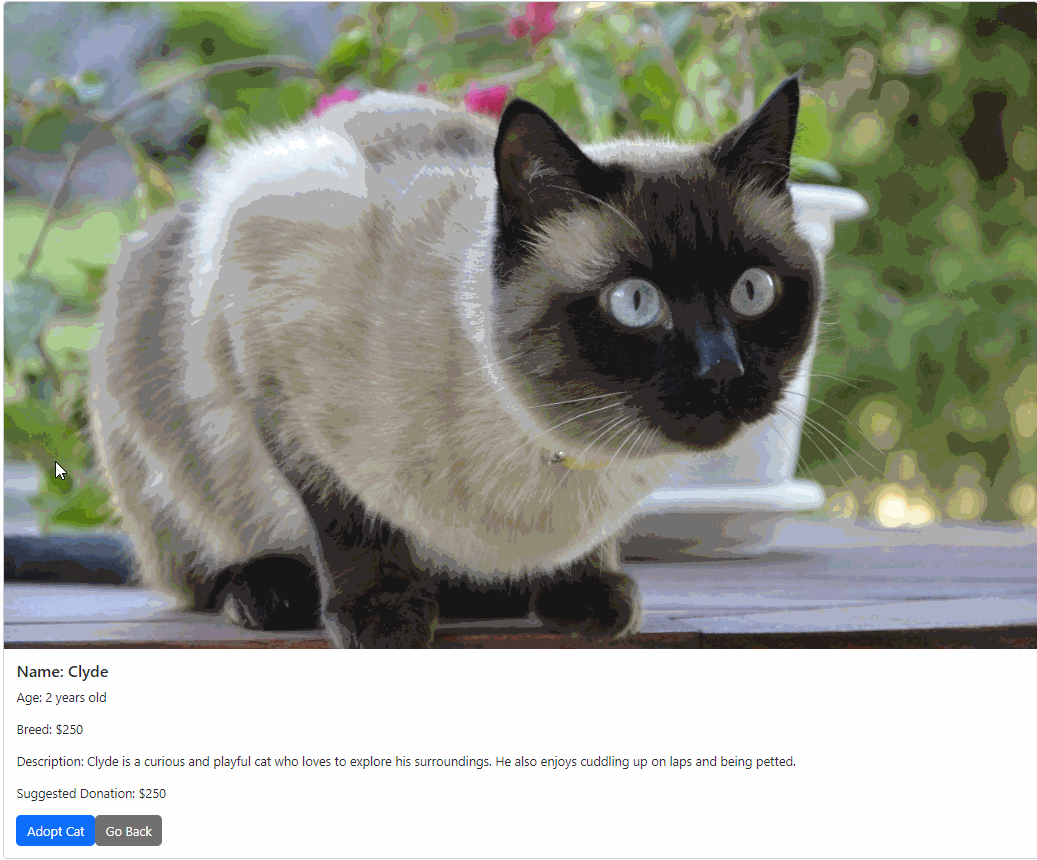 Name: Clyde
Age: 2 years old
Breed: $250
Description: Clyde is a curious and playful cat who loves to explore his surroundings. He also enjoys cuddling up on laps and being petted.
Suggested Donation: $250
Adopt Cat Go Back